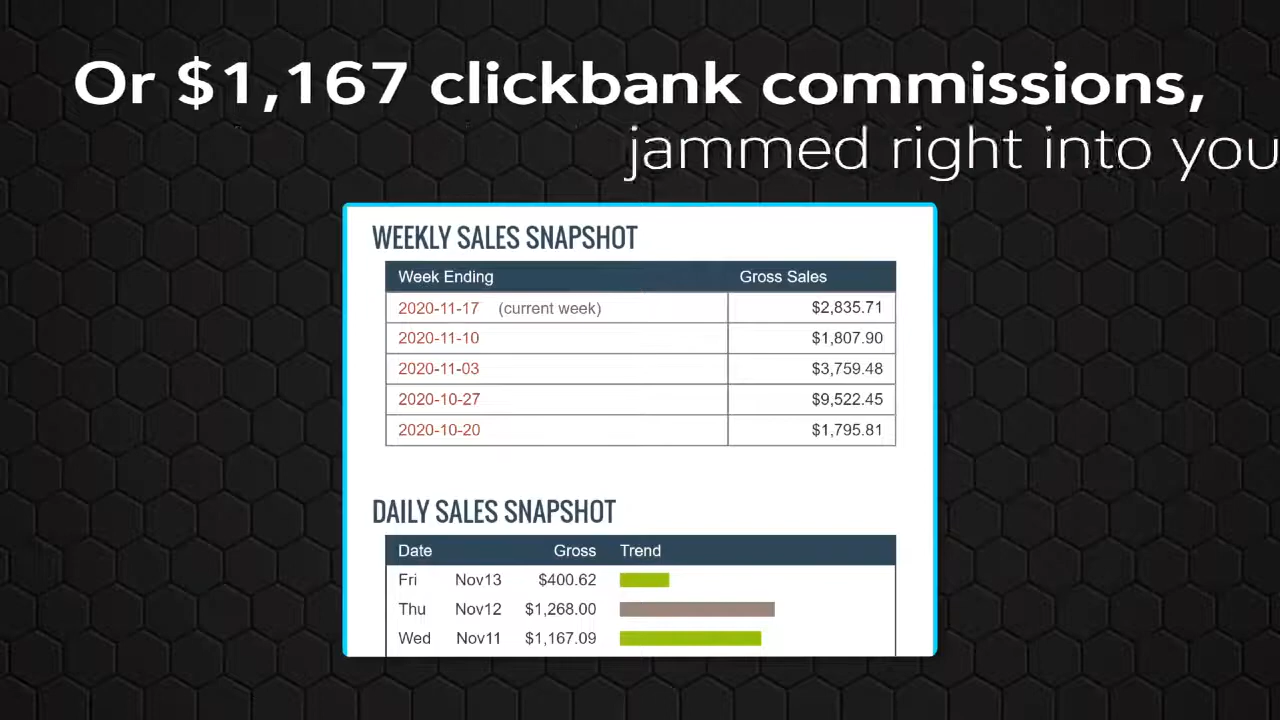 Or $1,167 clickbank commissions,
jammed right into you
WEEKLY SALES SNAPSHOT
Week Ending Gross Sales
2020-11-17 (current week) $2,835.71
2020-11-10 $1,807.90
2020-11-03 $3,759.48
2020-10-27 $9,522.45
2020-10-20 $1,795.81
DAILY SALES SNAPSHOT
Date Gross Trend
Fri Nov13 $400.62
Thu Nov12 $1,268.00
Wed Nov11 $1,167.09